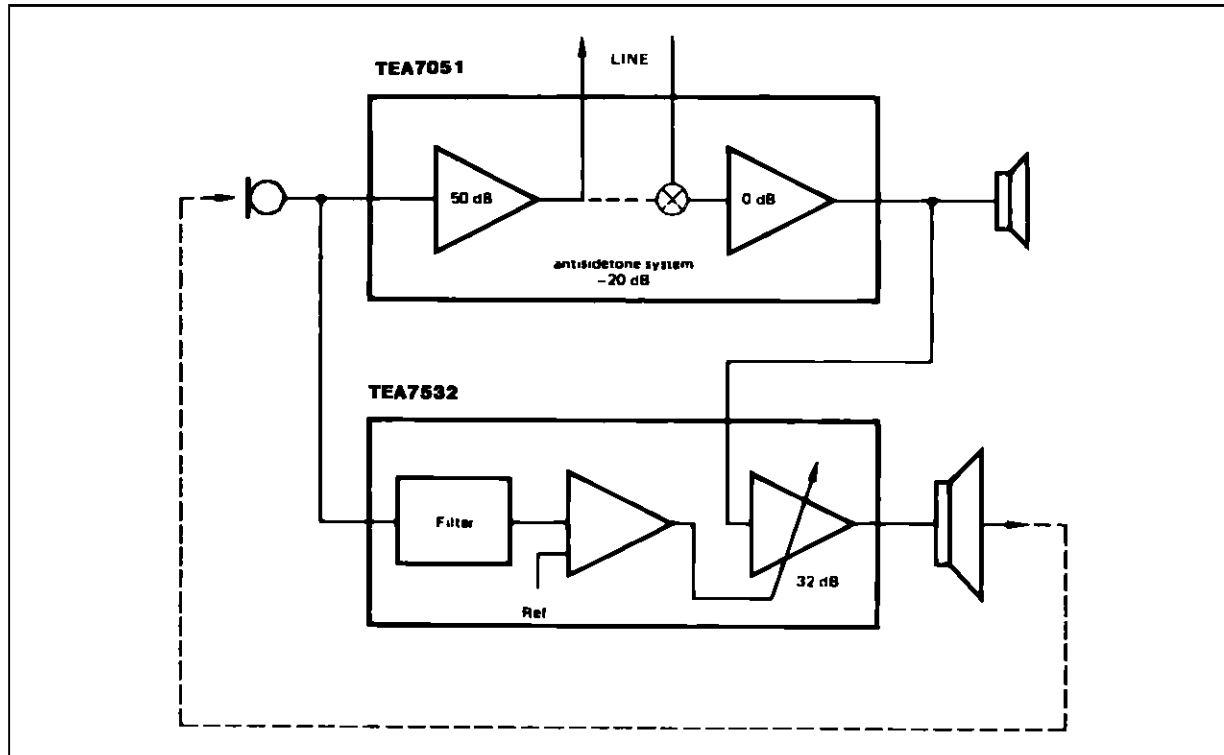 TEA7051
LINE
50 dB
0 dB
antisidetone system
-20 dB
TEA7532
Filter
Ref
32 dB